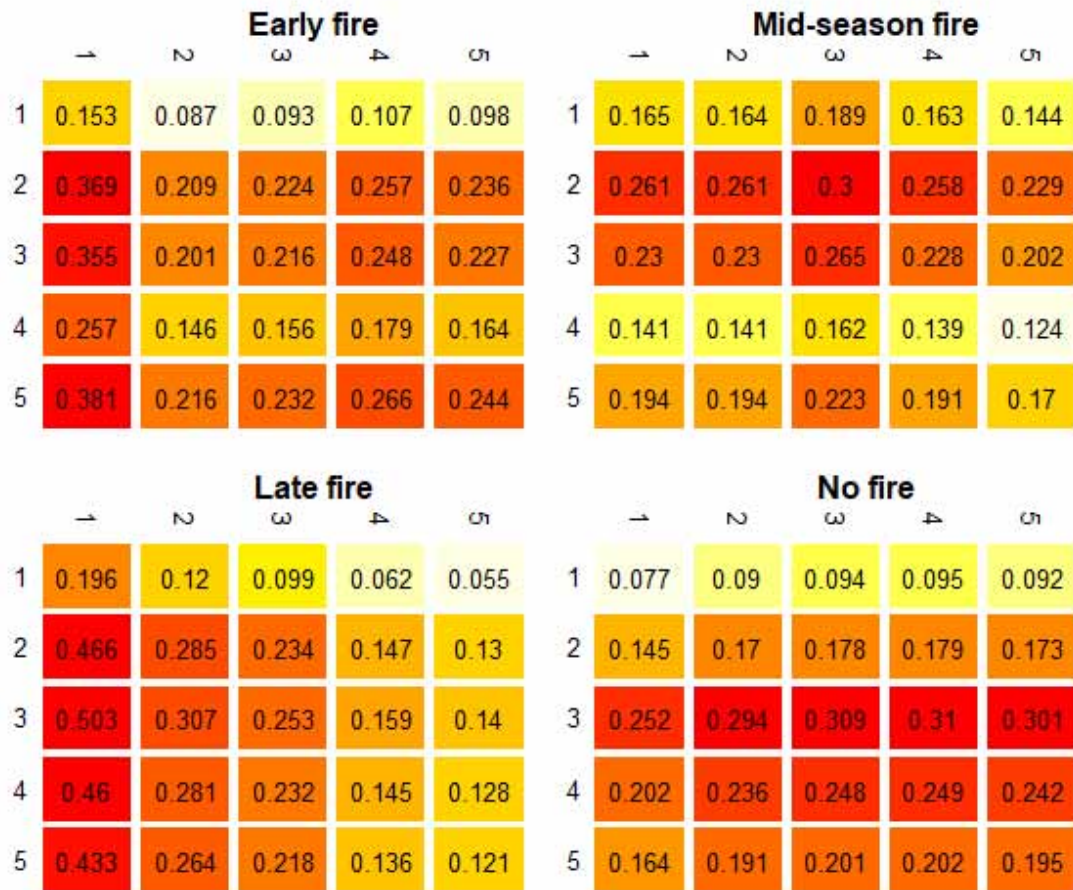 Early fire
1 2 3 4 5
1 0.153 0.087 0.093 0.107 0.098
2 0.369 0.209 0.224 0.257 0.236
3 0.355 0.201 0.216 0.248 0.227
4 0.257 0.146 0.156 0.179 0.164
5 0.381 0.216 0.232 0.266 0.244
Mid-season fire
1 2 3 4 5
1 0.165 0.164 0.189 0.163 0.144
2 0.261 0.261 0.3 0.258 0.229
3 0.23 0.23 0.265 0.228 0.202
4 0.141 0.141 0.162 0.139 0.124
5 0.194 0.194 0.223 0.191 0.17
Late fire
1 2 3 4 5
1 0.196 0.12 0.099 0.062 0.055
2 0.466 0.285 0.234 0.147 0.13
3 0.503 0.307 0.253 0.159 0.14
4 0.46 0.281 0.232 0.145 0.128
5 0.433 0.264 0.218 0.136 0.121
No fire
1 2 3 4 5
1 0.077 0.09 0.094 0.095 0.092
2 0.145 0.17 0.178 0.179 0.173
3 0.252 0.294 0.309 0.31 0.301
4 0.202 0.236 0.248 0.249 0.242
5 0.164 0.191 0.201 0.202 0.195